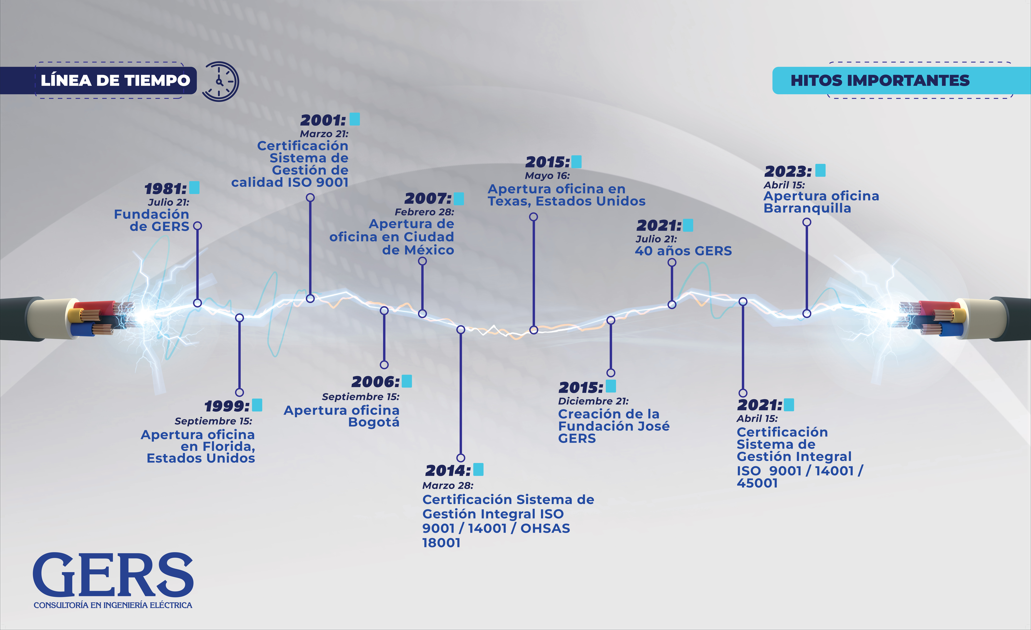 LÍNEA DE TIEMPO
HITOS IMPORTANTES
1981:
Julio 21:
Fundación
de GERS
1999:
Septiembre 15:
Apertura oficina
en Florida,
Estados Unidos
2001:
Marzo 21:
Certificación
Sistema de
Gestión de
calidad ISO 9001
2006:
Septiembre 15:
Apertura oficina
Bogotá
2007:
Febrero 28:
Apertura de
oficina en Ciudad
de México
2014:
Marzo 28:
Certificación Sistema de
Gestión Integral ISO
9001 / 14001 / OHSAS
18001
2015:
Mayo 16:
Apertura oficina en
Texas, Estados Unidos
2015:
Diciembre 21:
Creación de la
Fundación José
GERS
2021:
Julio 21:
40 años GERS
2021:
Abril 15:
Certificación
Sistema de
Gestión Integral
ISO 9001 / 14001 /
45001
2023:
Abril 15:
Apertura oficina
Barranquilla
GERS
CONSULTORÍA EN INGENIERÍA ELÉCTRICA